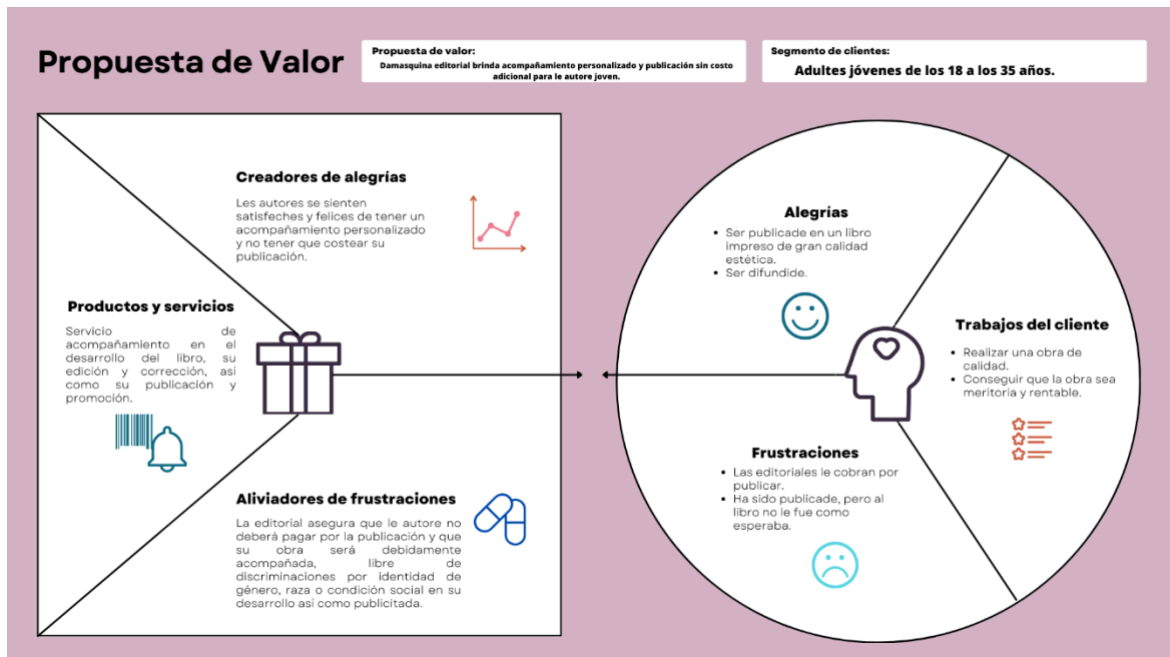 Propuesta de Valor
Propuesta de valor:
Damasquina editorial brinda acompañamiento personalizado y publicación sin costo
adicional para le autore joven.
Segmento de clientes:
Adultes jóvenes de los 18 a los 35 años.
Creadores de alegrías
Les autores se sienten
satisfeches y felices de tener un
acompañamiento personalizado
y no tener que costear su
publicación.
Productos y servicios
Servicio de
acompañamiento en el
desarrollo del libro, su
edición y corrección, así
como su publicación y
promoción.
Aliviadores de frustraciones
La editorial asegura que le autore no
deberá pagar por la publicación y que
su obra será debidamente
acompañada, libre de
discriminaciones por identidad de
género, raza o condición social en su
desarrollo así como publicitada.
Alegrías
• Ser publicade en un libro
impreso de gran calidad
estética.
• Ser difundide.
Trabajos del cliente
• Realizar una obra de
calidad.
• Conseguir que la obra sea
meritoria y rentable.
Frustraciones
• Las editoriales le cobran por
publicar.
• Ha sido publicade, pero al
libro no le fue como
esperaba.